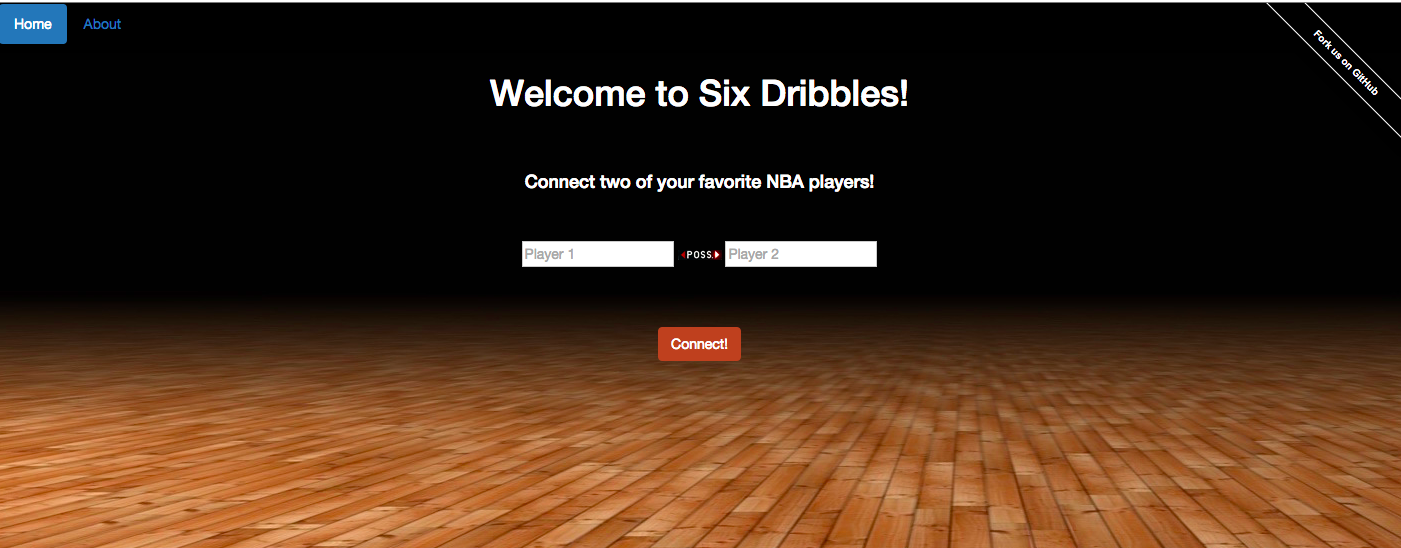 Home About
Fork us on GitHub
Welcome to Six Dribbles!
Connect two of your favorite NBA players!
Player 1 POSS. Player 2
Connect!